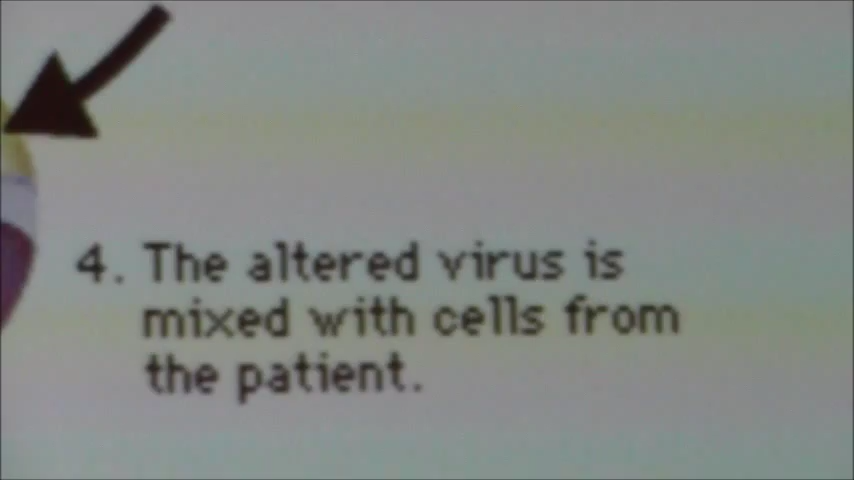 4. The altered virus is
mixed with cells from
the patient.